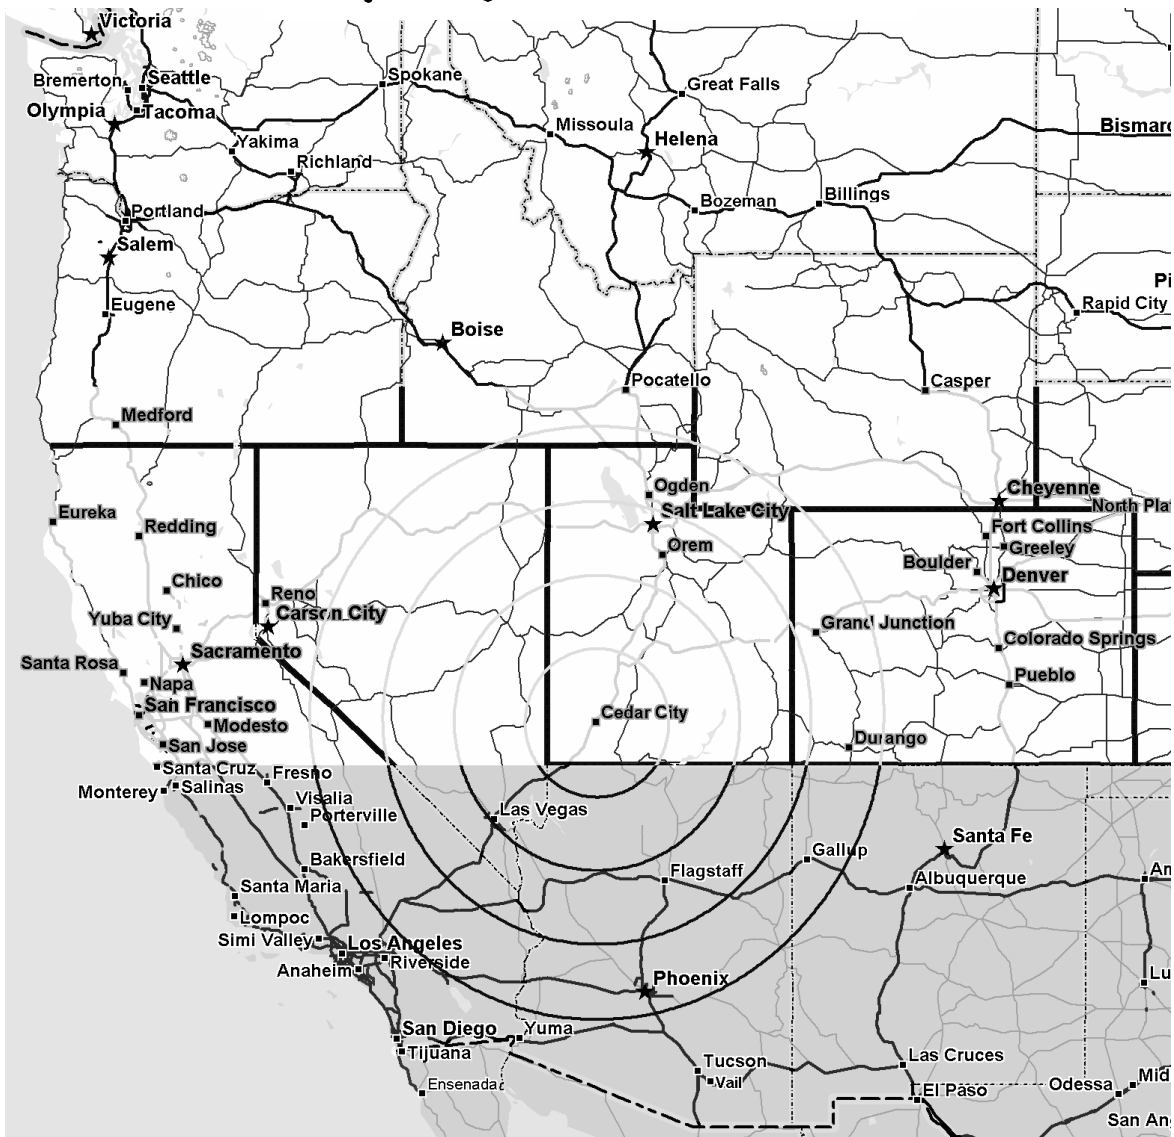 Victoria
Bremerton
Seattle
Spokane
Great Falls
Olympia
Tacoma
Missoula
Helena
Bismarc
Yakima
Richland
Portland
Bozeman
Billings
Salem
Eugene
Boise
Pi
Rapid City
Pocatello
Casper
Medford
Ogden
Cheyenne
North Plat
Eureka
Redding
Salt Lake City
Fort Collins
Orem
Greeley
Boulder
Denver
Chico
Reno
Yuba City
Carson City
Grand Junction
Colorado Springs
Santa Rosa
Sacramento
Napa
Pueblo
San Francisco
Cedar City
Modesto
San Jose
Durango
Santa Cruz
Fresno
Monterey
Salinas
Visalia
Porterville
Las Vegas
Santa Fe
Bakersfield
Gallup
Flagstaff
Am
Santa Maria
Albuquerque
Lompoc
Simi Valley
Los Angeles
Anaheim
Riverside
Phoenix
Lu
San Diego
Yuma
Tijuana
Las Cruces
Tucson
Vail
Ensenada
El Paso
Odessa
Mid
San An